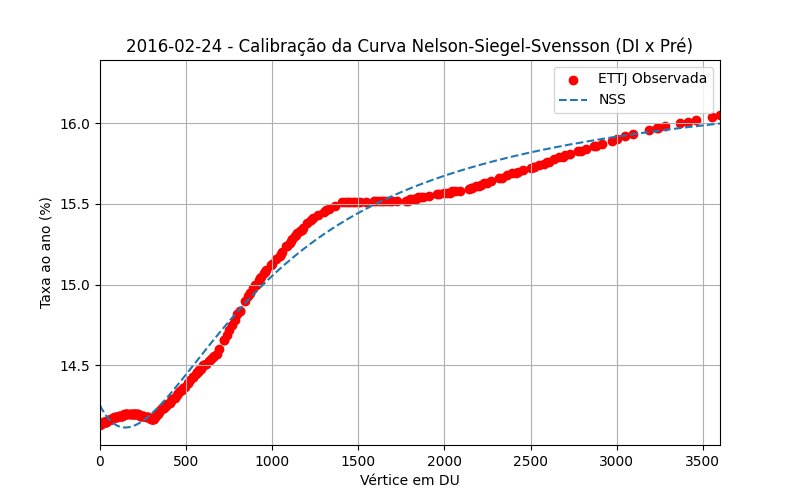 2016-02-24 - Calibração da Curva Nelson-Siegel-Svensson (DI x Pré)
ETTJ Observada
NSS
Taxa ao ano (%)
16.0
15.5
15.0
14.5
0 500 1000 1500 2000 2500 3000 3500
Vértice em DU